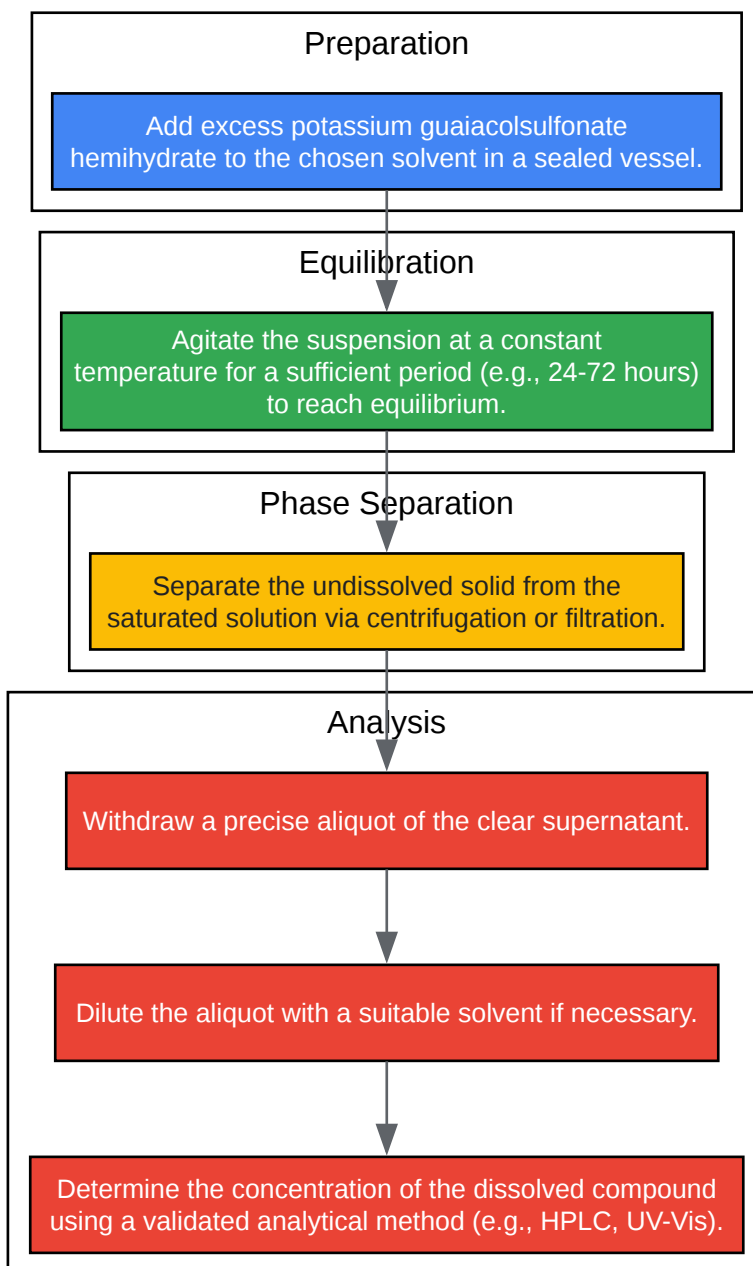 Preparation
Add excess potassium guaiacolsulfonate
hemihydrate to the chosen solvent in a sealed vessel.
Equilibration
Agitate the suspension at a constant
temperature for a sufficient period (e.g., 24-72 hours)
to reach equilibrium.
Phase Separation
Separate the undissolved solid from the
saturated solution via centrifugation or filtration.
Analysis
Withdraw a precise aliquot of the clear supernatant.
Dilute the aliquot with a suitable solvent if necessary.
Determine the concentration of the dissolved compound
using a validated analytical method (e.g., HPLC, UV-Vis).